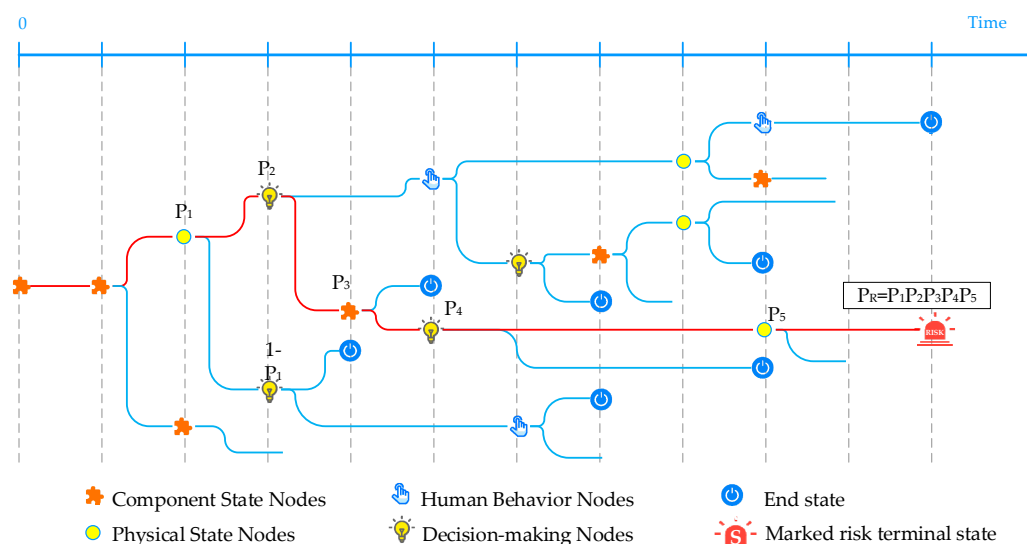 0 Time
P₂
P₁
P₃
P₄
P₅
P_R=P₁P₂P₃P₄P₅
RISK
1-
P₁
Component State Nodes
Human Behavior Nodes
End state
Physical State Nodes
Decision-making Nodes
S
Marked risk terminal state